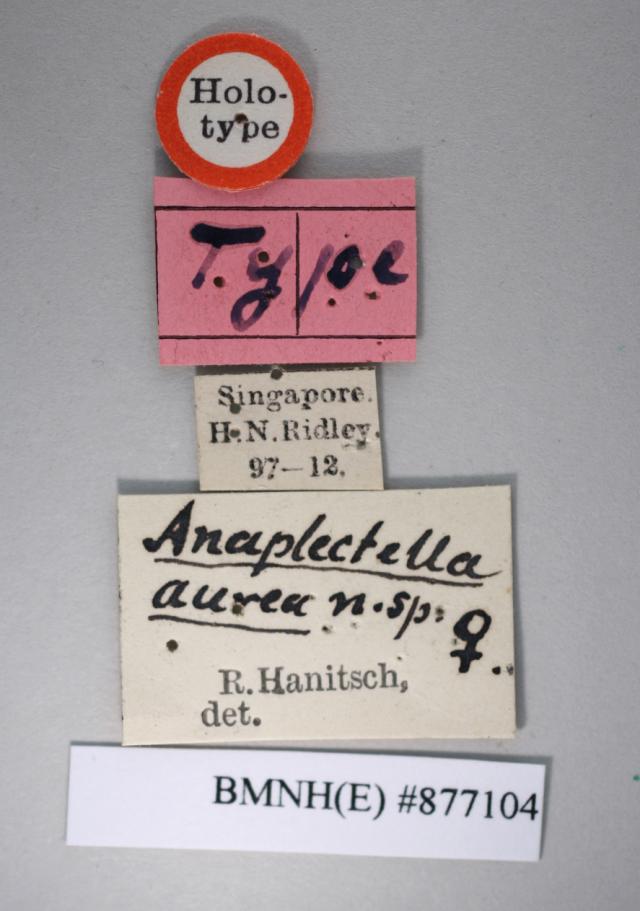 Holo-
type
Type
Singapore.
H.N.Ridley.
97–12.
Anaplectella
aurea n.sp. ♀.
R. Hanitsch,
det.
BMNH(E) #877104